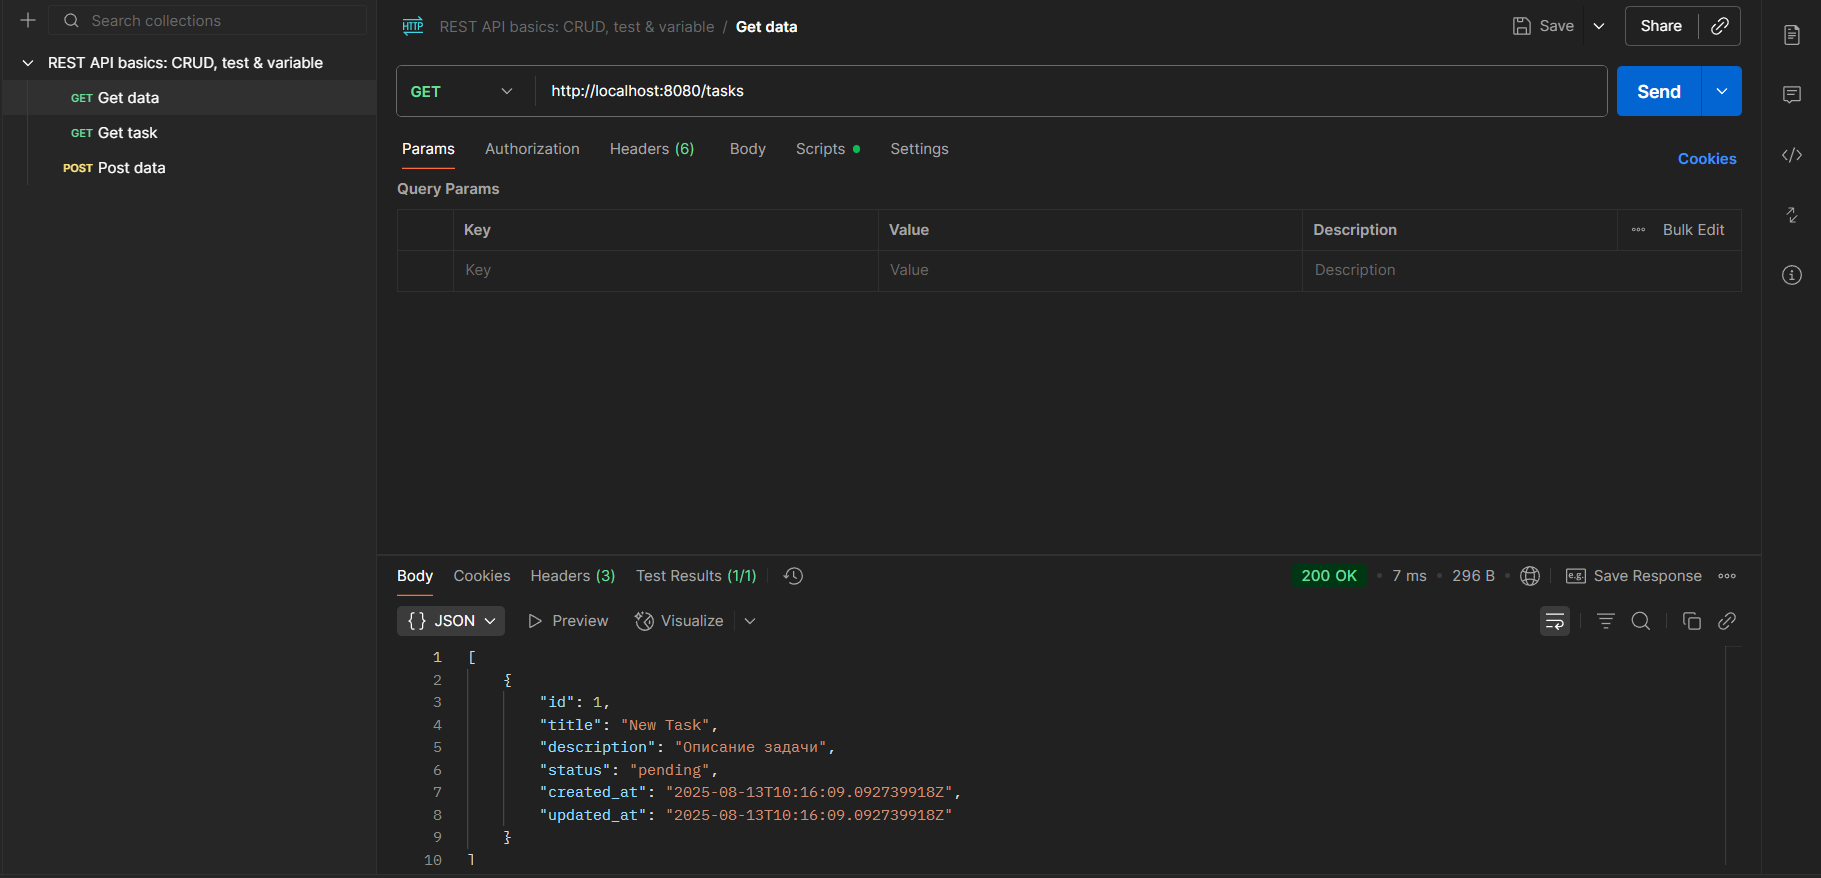 Search collections
REST API basics: CRUD, test & variable
GET Get data
GET Get task
POST Post data
HTTP REST API basics: CRUD, test & variable / Get data
Save
Share
GET http://localhost:8080/tasks
Send
Params Authorization Headers (6) Body Scripts Settings
Cookies
Query Params
Key Value Description ••• Bulk Edit
Key Value Description
Body Cookies Headers (3) Test Results (1/1)
200 OK • 7 ms • 296 B • e.g. Save Response •••
{} JSON Preview Visualize
1 [
2 {
3 "id": 1,
4 "title": "New Task",
5 "description": "Описание задачи",
6 "status": "pending",
7 "created_at": "2025-08-13T10:16:09.092739918Z",
8 "updated_at": "2025-08-13T10:16:09.092739918Z"
9 }
10 ]